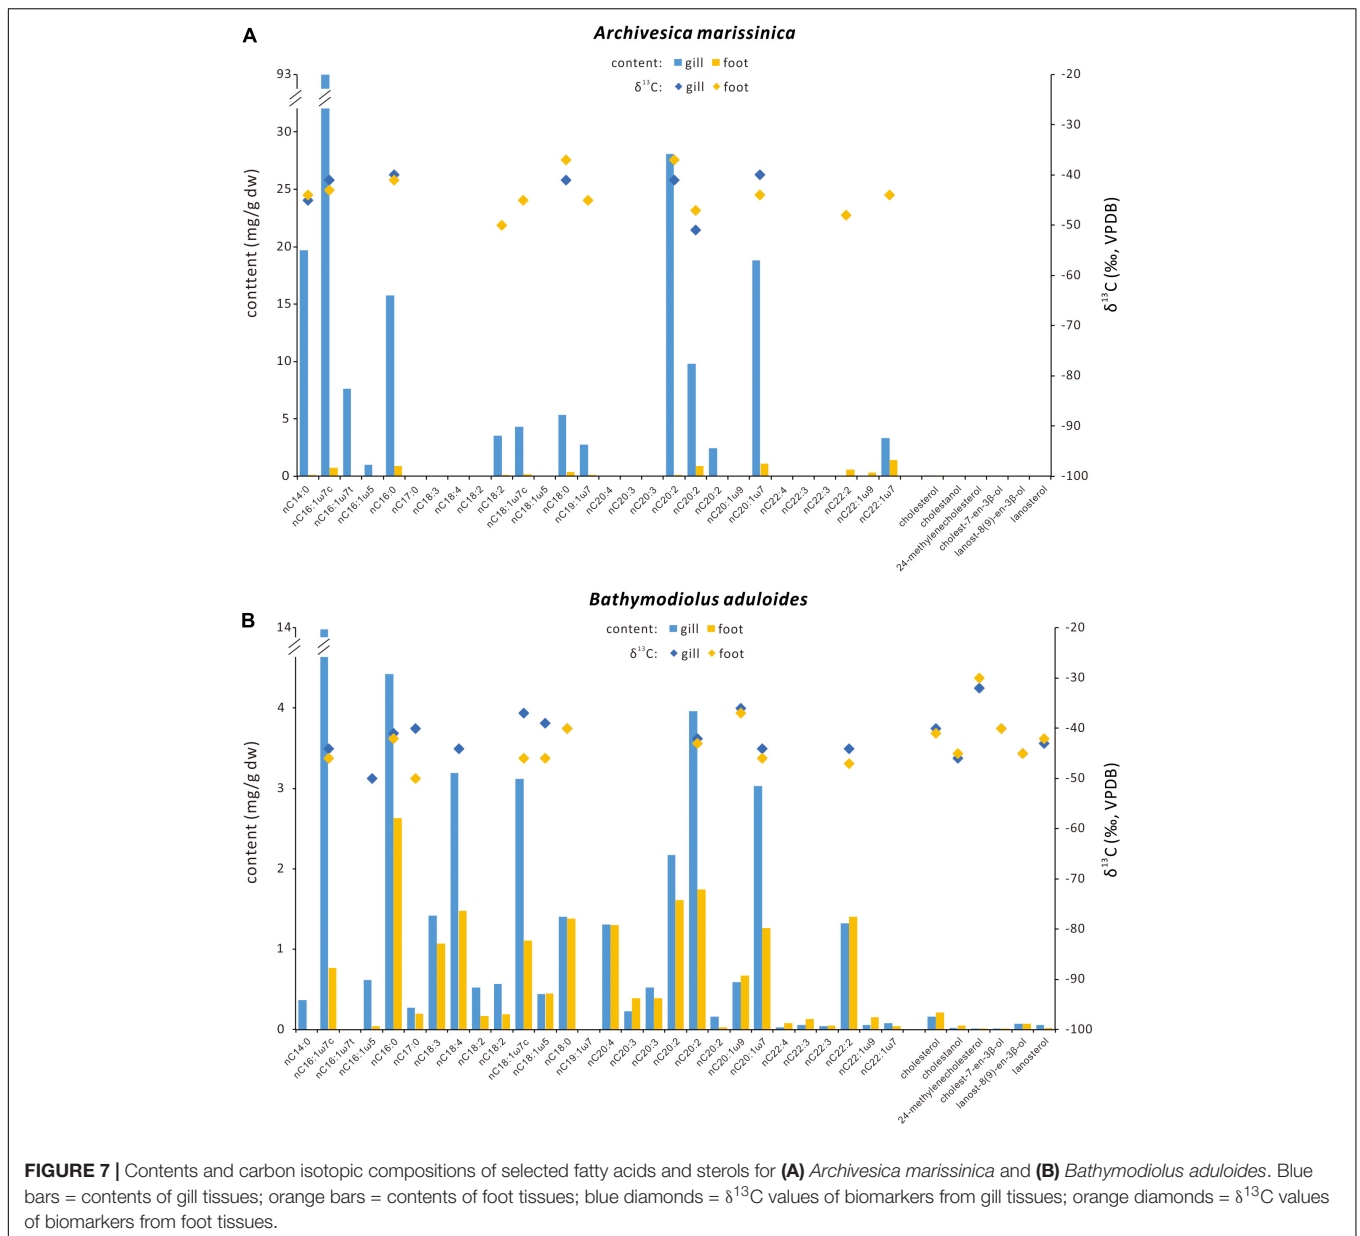 A
Archivesica marissinica
content: gill foot
δ¹³C: gill foot
93
30
25
20
15
10
5
0
conttent (mg/g dw)
-20
-30
-40
-50
-60
-70
-80
-90
-100
δ¹³C (‰, VPDB)
nC14:0
nC16:1ω7c
nC16:1ω7t
nC16:1ω5
nC16:0
nC17:0
nC18:3
nC18:4
nC18:2
nC18:2
nC18:1ω7c
nC18:1ω5
nC18:0
nC19:1ω7
nC20:4
nC20:3
nC20:3
nC20:2
nC20:2
nC20:2
nC20:1ω9
nC20:1ω7
nC22:4
nC22:3
nC22:3
nC22:2
nC22:1ω9
nC22:1ω7
cholesterol
cholestanol
24-methylenecholesterol
cholest-7-en-3β-ol
lanost-8(9)-en-3β-ol
lanosterol
B
Bathymodiolus aduloides
content: gill foot
δ¹³C: gill foot
14
4
3
2
1
0
content (mg/g dw)
-20
-30
-40
-50
-60
-70
-80
-90
-100
δ¹³C (‰, VPDB)
nC14:0
nC16:1ω7c
nC16:1ω7t
nC16:1ω5
nC16:0
nC17:0
nC18:3
nC18:4
nC18:2
nC18:2
nC18:1ω7c
nC18:1ω5
nC18:0
nC19:1ω7
nC20:4
nC20:3
nC20:3
nC20:2
nC20:2
nC20:2
nC20:1ω9
nC20:1ω7
nC22:4
nC22:3
nC22:3
nC22:2
nC22:1ω9
nC22:1ω7
cholesterol
cholestanol
24-methylenecholesterol
cholest-7-en-3β-ol
lanost-8(9)-en-3β-ol
lanosterol
FIGURE 7 | Contents and carbon isotopic compositions of selected fatty acids and sterols for (A) Archivesica marissinica and (B) Bathymodiolus aduloides. Blue
bars = contents of gill tissues; orange bars = contents of foot tissues; blue diamonds = δ¹³C values of biomarkers from gill tissues; orange diamonds = δ¹³C values
of biomarkers from foot tissues.